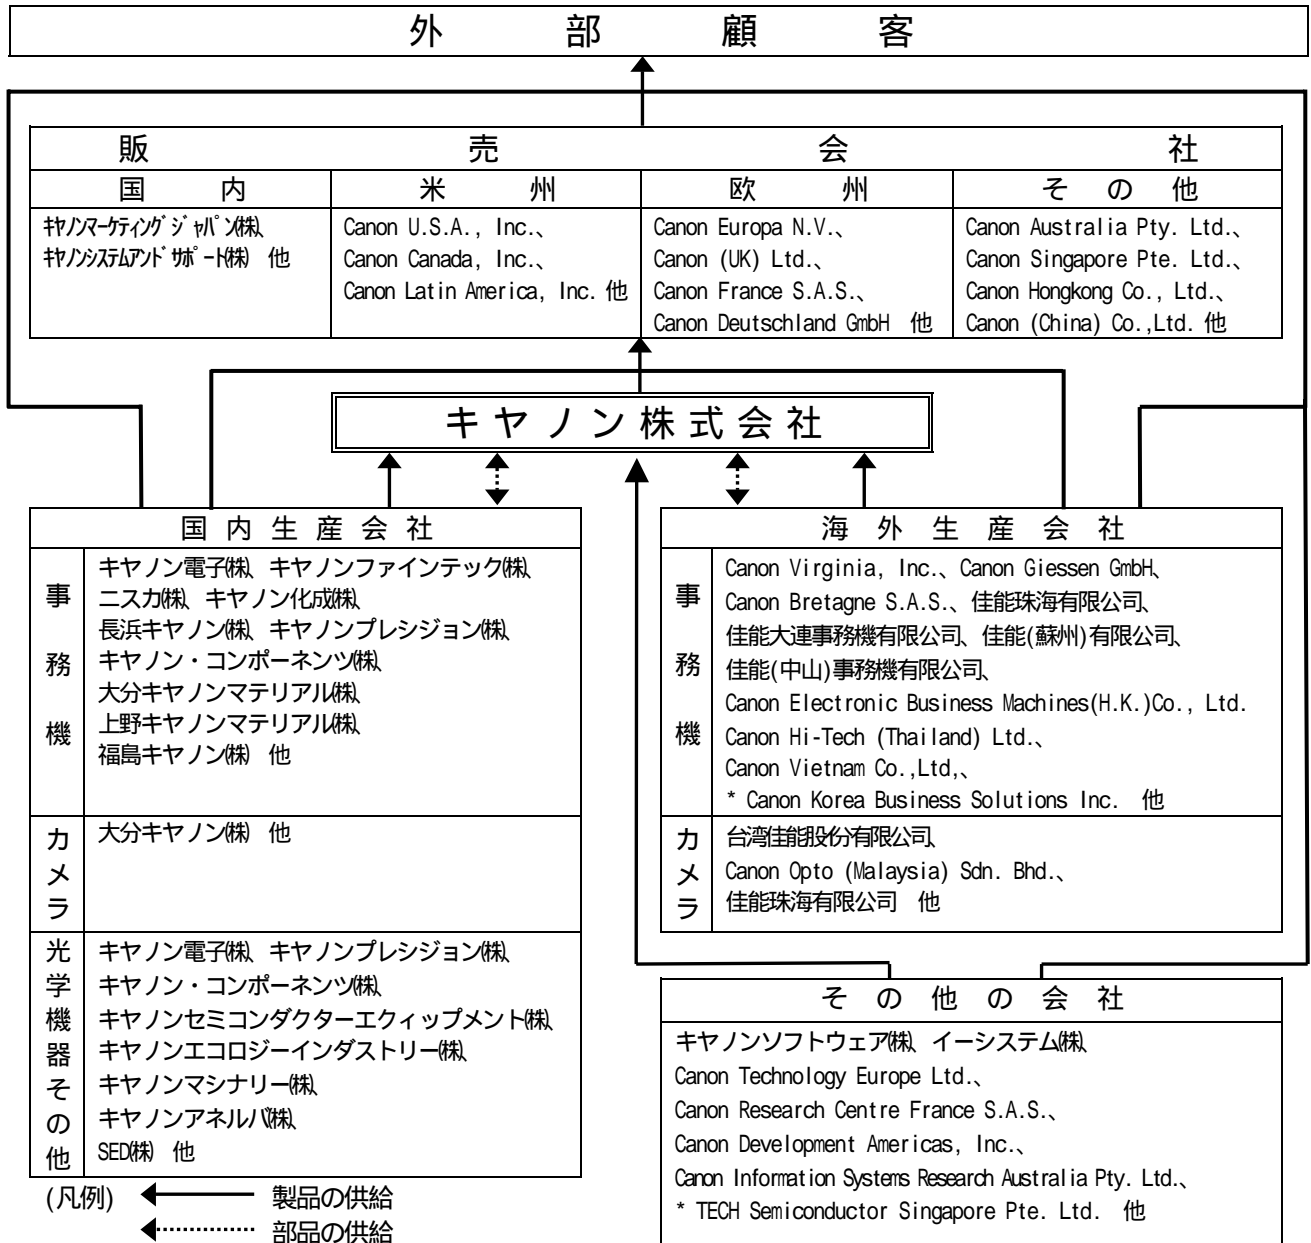 外部顧客
販売会社
国内
米州
欧州
その他
キヤノンマーケティングジャパン㈱、
キヤノンシステムアンドサポート㈱ 他
Canon U.S.A., Inc.、
Canon Canada, Inc.、
Canon Latin America, Inc. 他
Canon Europa N.V.、
Canon (UK) Ltd.、
Canon France S.A.S.、
Canon Deutschland GmbH 他
Canon Australia Pty. Ltd.、
Canon Singapore Pte. Ltd.、
Canon Hongkong Co., Ltd.、
Canon (China) Co.,Ltd. 他
キヤノン株式会社
国内生産会社
事務機
キヤノン電子㈱、キヤノンファインテック㈱、
ニスカ㈱、キヤノン化成㈱、
長浜キヤノン㈱、キヤノンプレシジョン㈱、
キヤノン・コンポーネンツ㈱、
大分キヤノンマテリアル㈱、
上野キヤノンマテリアル㈱、
福島キヤノン㈱ 他
カメラ
大分キヤノン㈱ 他
光学機器その他
キヤノン電子㈱、キヤノンプレシジョン㈱、
キヤノン・コンポーネンツ㈱、
キヤノンセミコンダクターエクィップメント㈱、
キヤノンエコロジーインダストリー㈱、
キヤノンマシナリー㈱、
キヤノンアネルバ㈱、
SED㈱ 他
海外生産会社
事務機
Canon Virginia, Inc.、Canon Giessen GmbH、
Canon Bretagne S.A.S.、佳能珠海有限公司、
佳能大連事務機有限公司、佳能(蘇州)有限公司、
佳能(中山)事務機有限公司、
Canon Electronic Business Machines(H.K.)Co., Ltd.
Canon Hi-Tech (Thailand) Ltd.、
Canon Vietnam Co.,Ltd,、
* Canon Korea Business Solutions Inc. 他
カメラ
台湾佳能股份有限公司、
Canon Opto (Malaysia) Sdn. Bhd.、
佳能珠海有限公司 他
その他の会社
キヤノンソフトウェア㈱、イーシステム㈱、
Canon Technology Europe Ltd.、
Canon Research Centre France S.A.S.、
Canon Development Americas, Inc.、
Canon Information Systems Research Australia Pty. Ltd.、
* TECH Semiconductor Singapore Pte. Ltd. 他
(凡例) 製品の供給
部品の供給